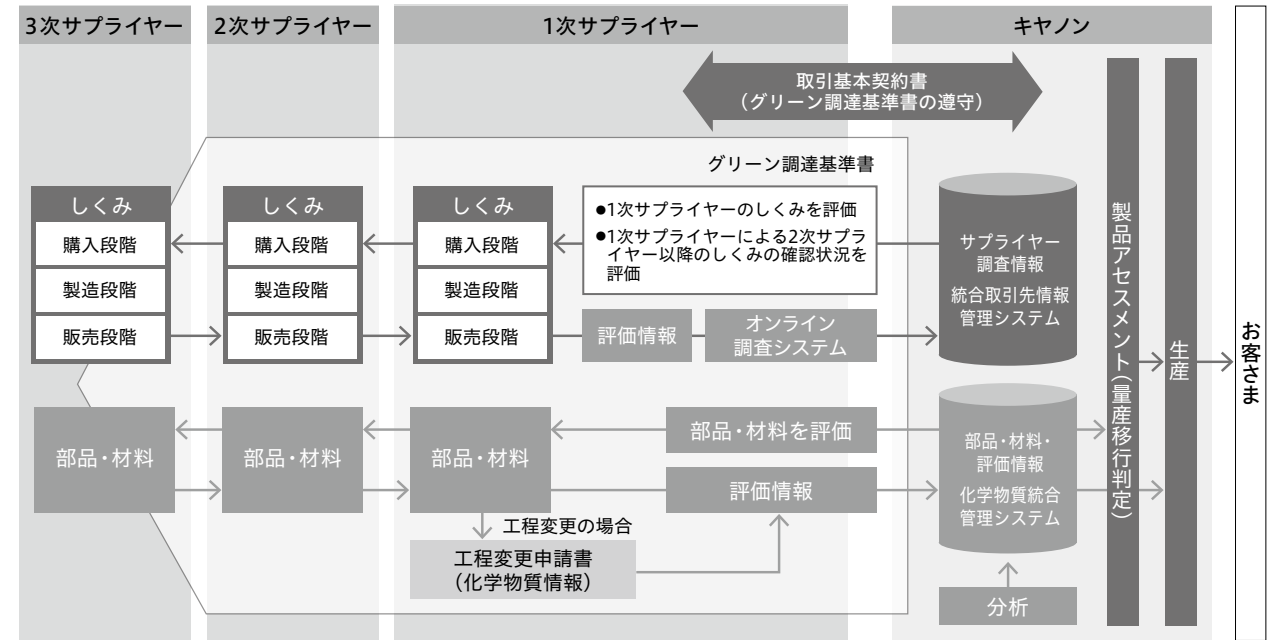 3次サプライヤー
2次サプライヤー
1次サプライヤー
キヤノン
取引基本契約書
（グリーン調達基準書の遵守）
グリーン調達基準書
しくみ
購入段階
製造段階
販売段階
しくみ
購入段階
製造段階
販売段階
しくみ
購入段階
製造段階
販売段階
●1次サプライヤーのしくみを評価
●1次サプライヤーによる2次サプラ
イヤー以降のしくみの確認状況を
評価
評価情報
オンライン
調査システム
サプライヤー
調査情報
統合取引先情報
管理システム
部品・材料
部品・材料
部品・材料
部品・材料を評価
評価情報
工程変更の場合
工程変更申請書
（化学物質情報）
部品・材料・
評価情報
化学物質統合
管理システム
分析
製品アセスメント（量産移行判定）
生産
お客さま